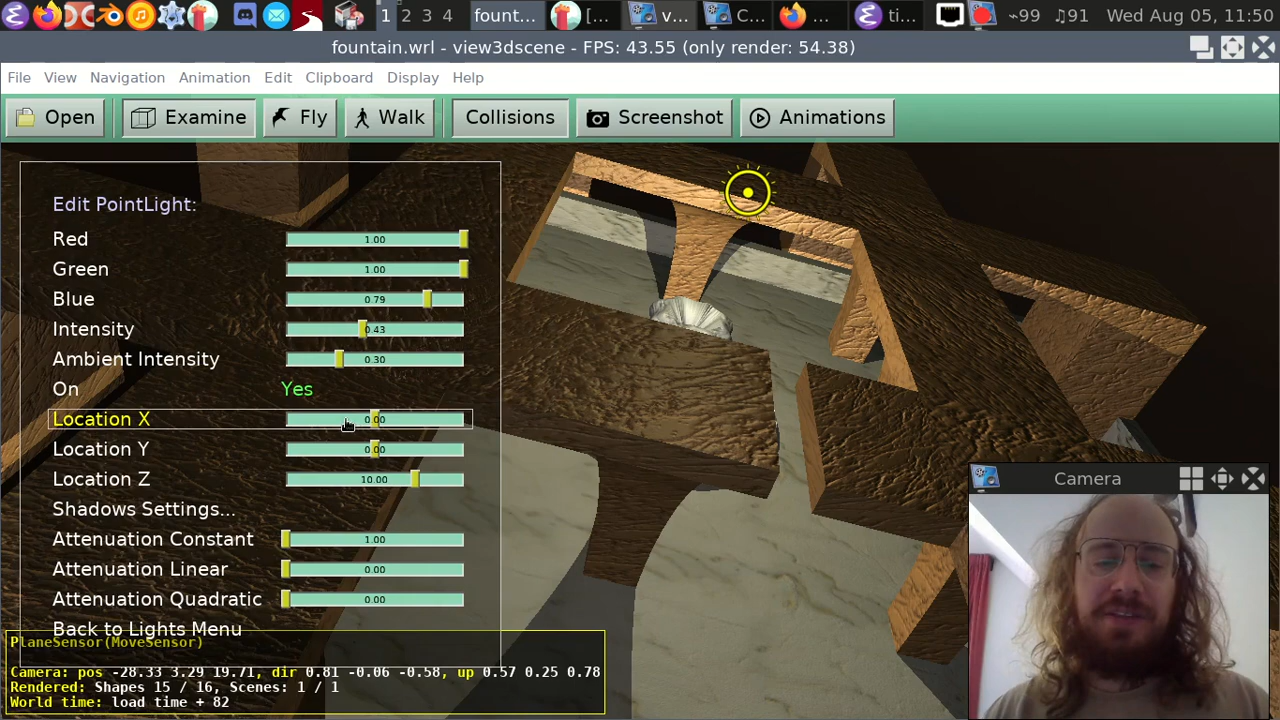 1 2 3 4 fount... [... v... C... ... ti... ⌁99 ♫91 Wed Aug 05, 11:50
fountain.wrl - view3dscene - FPS: 43.55 (only render: 54.38)
File View Navigation Animation Edit Clipboard Display Help
Open Examine Fly Walk Collisions Screenshot Animations
Edit PointLight:
Red 1.00
Green 1.00
Blue 0.79
Intensity 0.43
Ambient Intensity 0.30
On Yes
Location X 0.00
Location Y 0.00
Location Z 10.00
Shadows Settings...
Attenuation Constant 1.00
Attenuation Linear 0.00
Attenuation Quadratic 0.00
Back to Lights Menu
PlaneSensor(MoveSensor)
Camera: pos -28.33 3.29 19.71, dir 0.81 -0.06 -0.58, up 0.57 0.25 0.78
Rendered: Shapes 15 / 16, Scenes: 1 / 1
World time: load time + 82
Camera